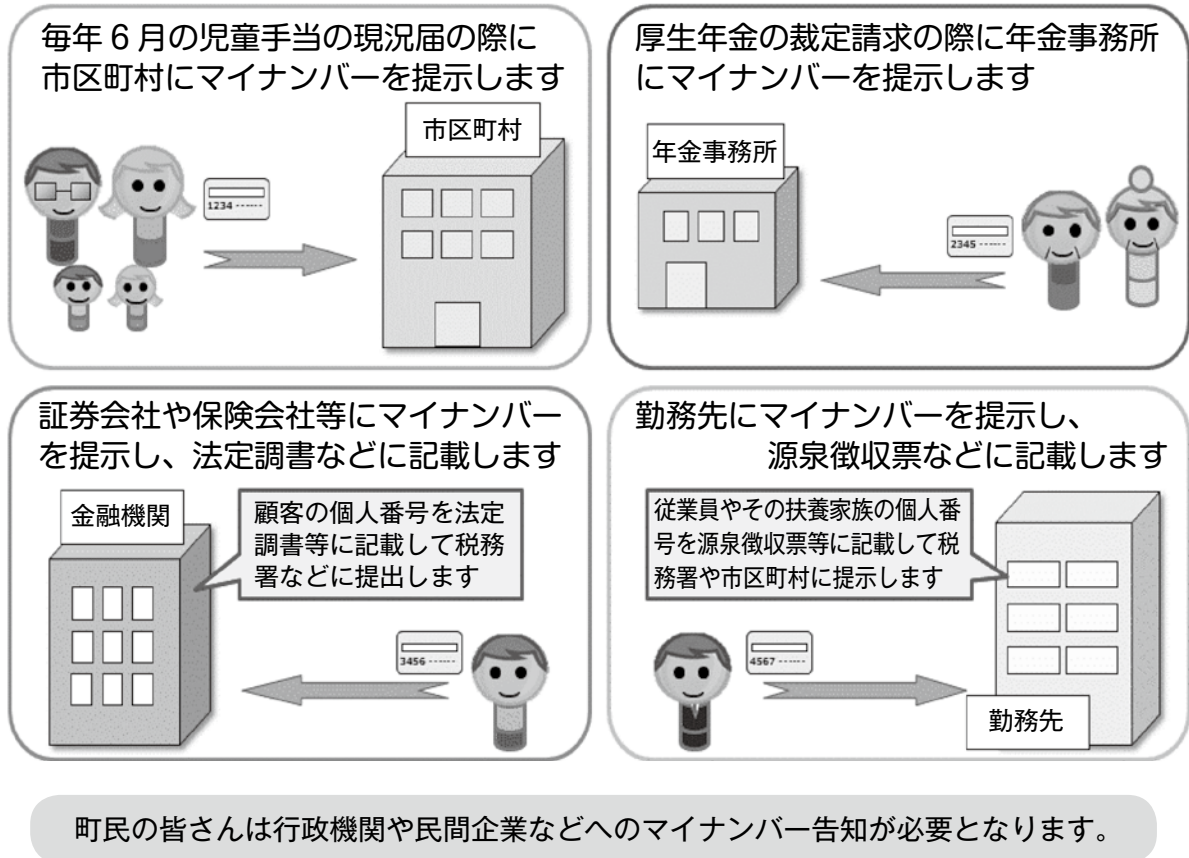 毎年6月の児童手当の現況届の際に
市区町村にマイナンバーを提示します
市区町村
1234 ------
厚生年金の裁定請求の際に年金事務所
にマイナンバーを提示します
年金事務所
2345 ------
証券会社や保険会社等にマイナンバー
を提示し、法定調書などに記載します
金融機関
顧客の個人番号を法定
調書等に記載して税務
署などに提出します
3456 ------
勤務先にマイナンバーを提示し、
源泉徴収票などに記載します
従業員やその扶養家族の個人番
号を源泉徴収票等に記載して税
務署や市区町村に提示します
4567 ------
勤務先
町民の皆さんは行政機関や民間企業などへのマイナンバー告知が必要となります。